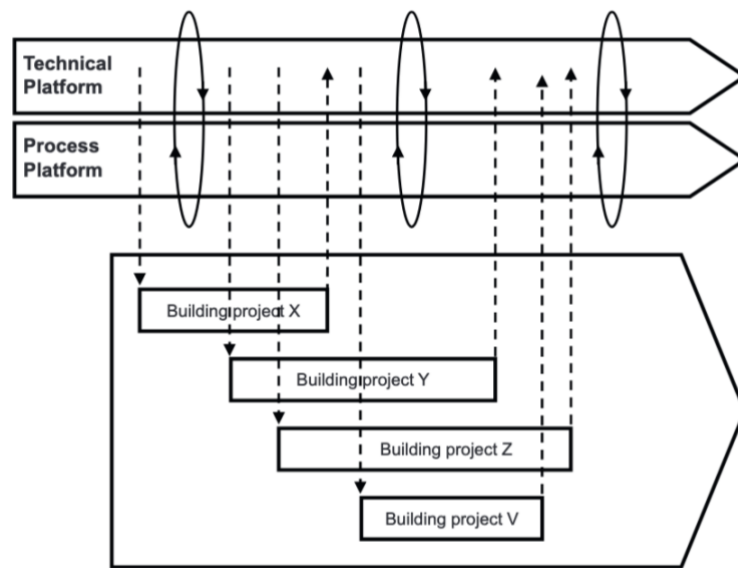 Technical
Platform
Process
Platform
Building project X
Building project Y
Building project Z
Building project V